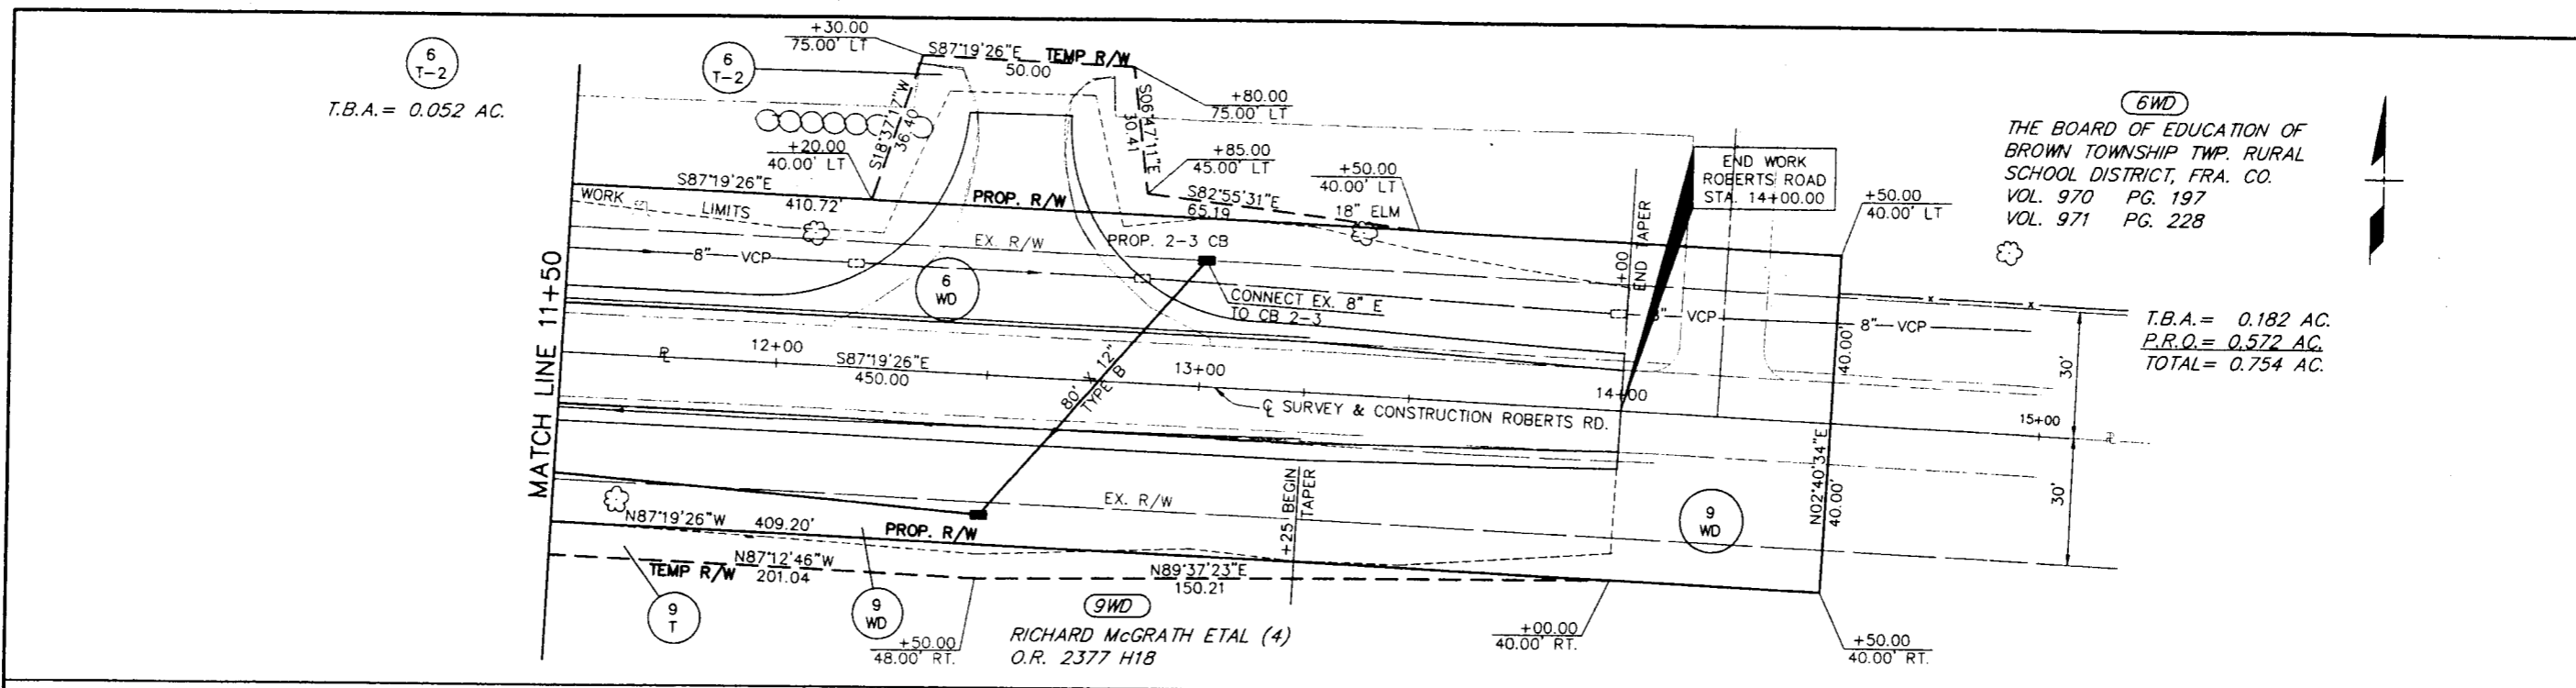 6
T-2
T.B.A.= 0.052 AC.
6
T-2
+30.00
75.00' LT
S87°19'26"E
TEMP R/W
50.00
S18°37'17"W
36.40
S06°47'11"E
30.41
+80.00
75.00' LT
+20.00
40.00' LT
+85.00
45.00' LT
S82°55'31"E
65.19
+50.00
40.00' LT
18" ELM
END WORK
ROBERTS ROAD
STA. 14+00.00
+50.00
40.00' LT
6WD
THE BOARD OF EDUCATION OF
BROWN TOWNSHIP TWP. RURAL
SCHOOL DISTRICT, FRA. CO.
VOL. 970 PG. 197
VOL. 971 PG. 228
S87°19'26"E
410.72'
PROP. R/W
WORK LIMITS
EX. R/W
PROP. 2-3 CB
8" VCP
6
WD
CONNECT EX. 8" E
TO CB 2-3
+00
END TAPER
8" VCP
8" VCP
T.B.A.= 0.182 AC.
P.R.O.= 0.572 AC.
TOTAL= 0.754 AC.
MATCH LINE 11+50
12+00
S87°19'26"E
450.00
80' X 12"
TYPE B
13+00
℄ SURVEY & CONSTRUCTION ROBERTS RD.
14+00
15+00
40.00'
N02°40'34"E
40.00'
30'
30'
EX. R/W
+25 BEGIN
TAPER
9
WD
N87°19'26"W 409.20'
PROP. R/W
N87°12'46"W
TEMP R/W
201.04
N89°37'23"E
150.21
9
T
9
WD
+50.00
48.00' RT.
9WD
RICHARD McGRATH ETAL (4)
O.R. 2377 H18
+00.00
40.00' RT.
+50.00
40.00' RT.